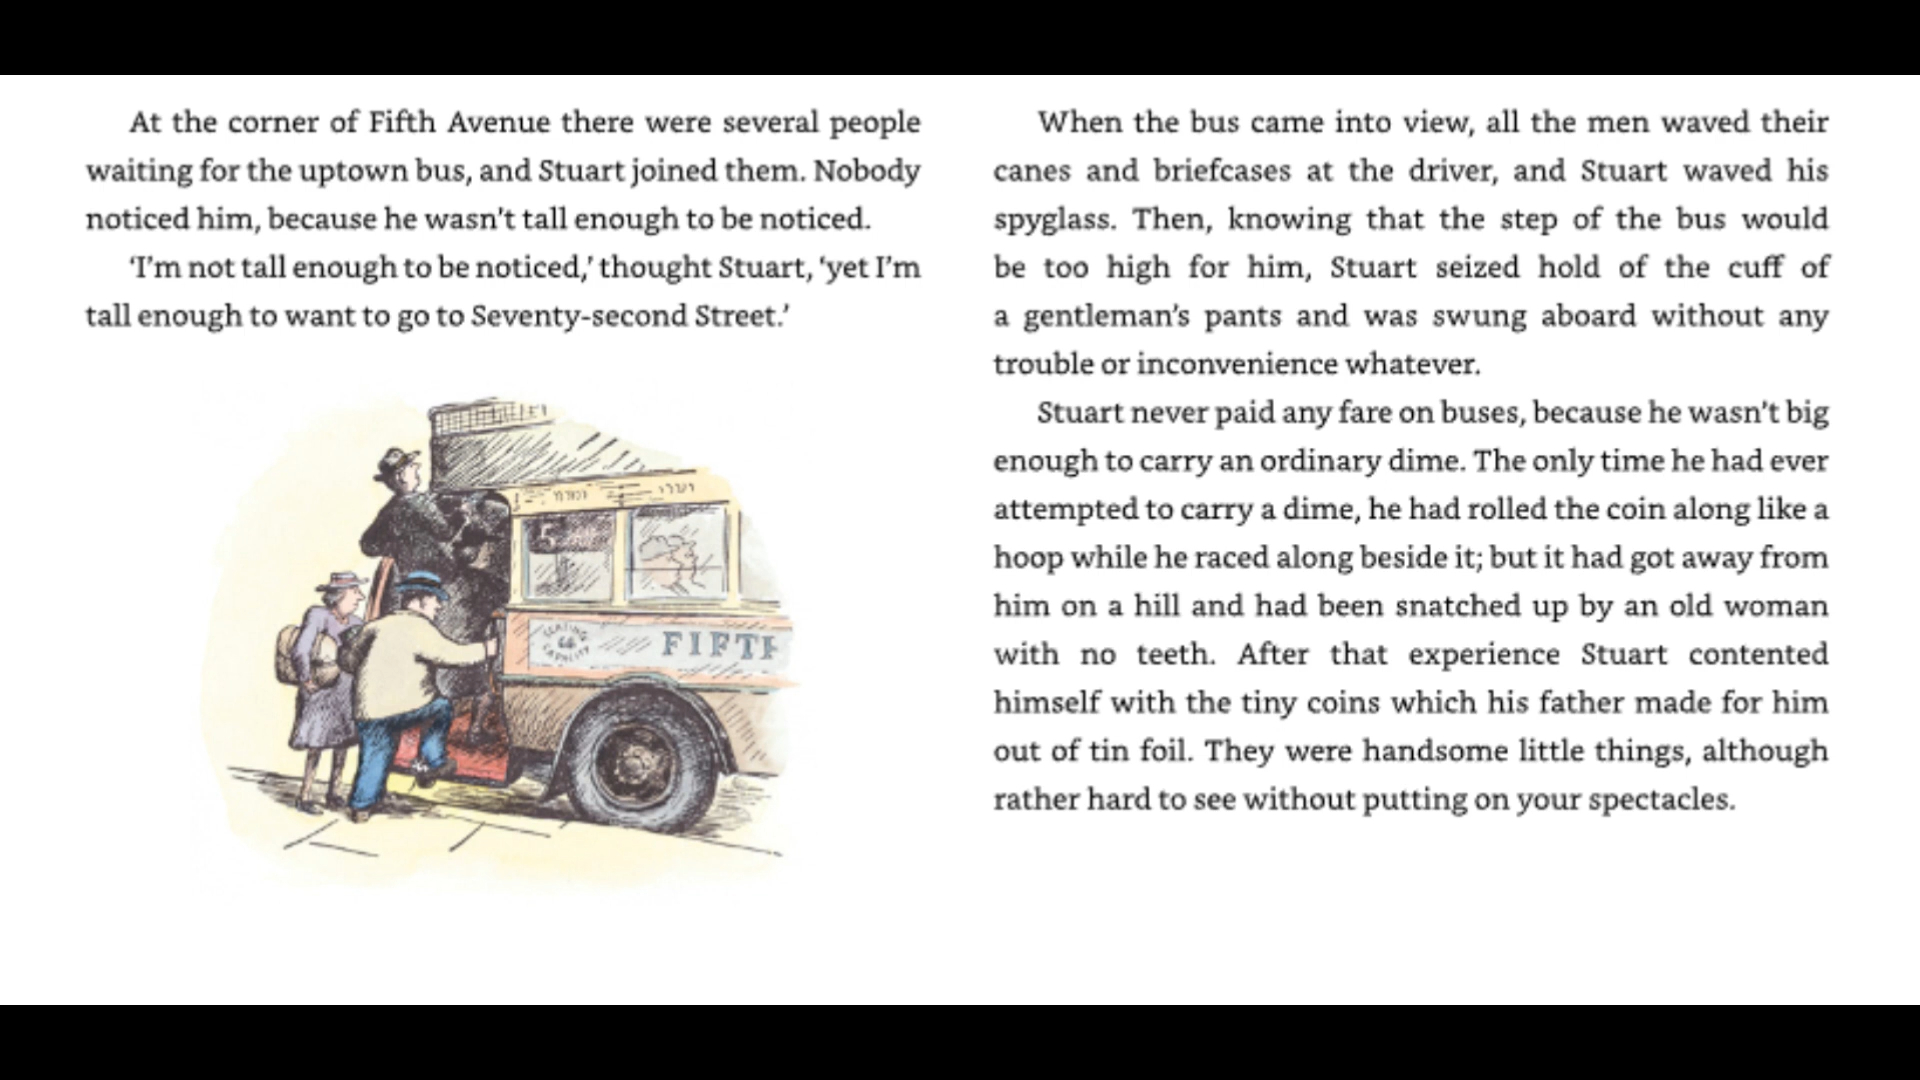 At the corner of Fifth Avenue there were several people
waiting for the uptown bus, and Stuart joined them. Nobody
noticed him, because he wasn't tall enough to be noticed.
‘I’m not tall enough to be noticed,’ thought Stuart, ‘yet I’m
tall enough to want to go to Seventy-second Street.’
5
SEATING
CAPACITY
FIFTH
When the bus came into view, all the men waved their
canes and briefcases at the driver, and Stuart waved his
spyglass. Then, knowing that the step of the bus would
be too high for him, Stuart seized hold of the cuff of
a gentleman’s pants and was swung aboard without any
trouble or inconvenience whatever.
Stuart never paid any fare on buses, because he wasn’t big
enough to carry an ordinary dime. The only time he had ever
attempted to carry a dime, he had rolled the coin along like a
hoop while he raced along beside it; but it had got away from
him on a hill and had been snatched up by an old woman
with no teeth. After that experience Stuart contented
himself with the tiny coins which his father made for him
out of tin foil. They were handsome little things, although
rather hard to see without putting on your spectacles.